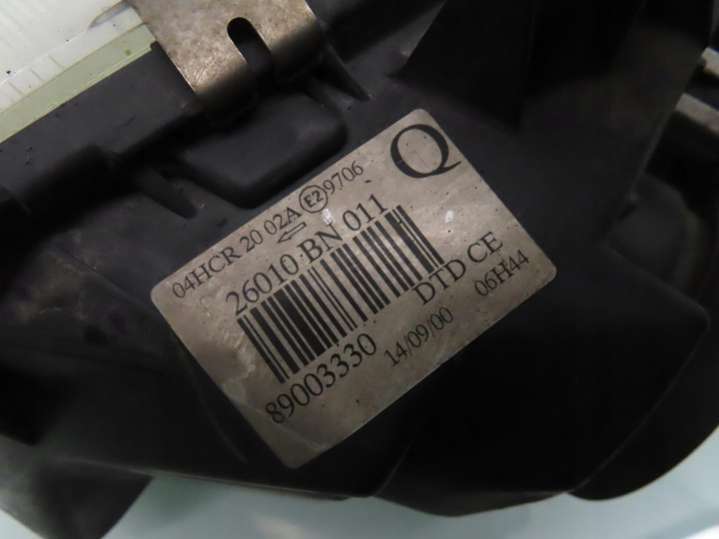 04HCR 20 02A E2 9706
Q
←
26010 BN 011
DTD CE
89003330
14/09/00
06H44